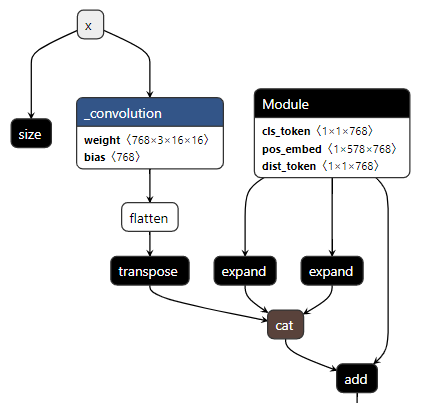 x
size
_convolution
weight 〈768×3×16×16〉
bias 〈768〉
Module
cls_token 〈1×1×768〉
pos_embed 〈1×578×768〉
dist_token 〈1×1×768〉
flatten
transpose
expand
expand
cat
add